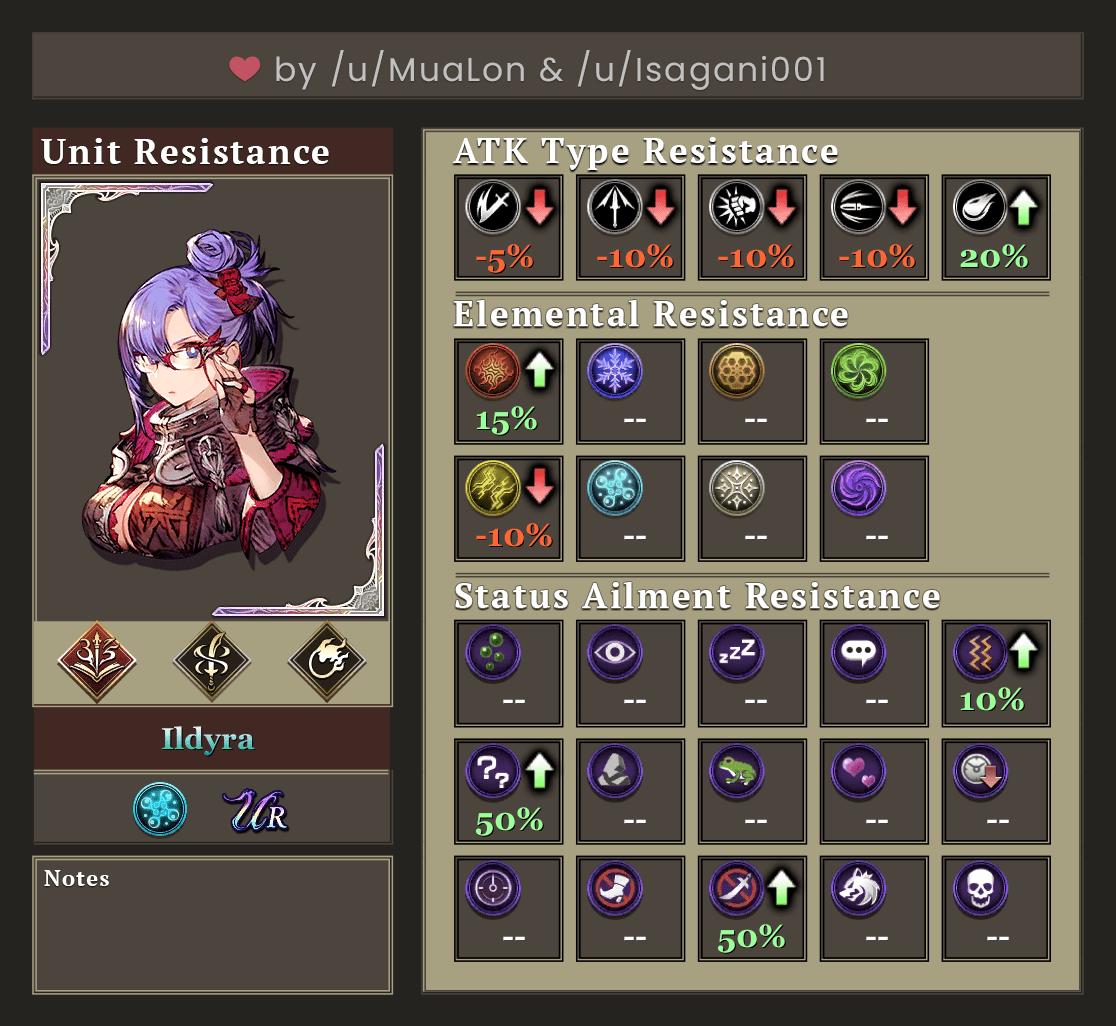 by /u/MuaLon & /u/Isagani001
Unit Resistance
Ildyra
UR
Notes
ATK Type Resistance
-5% -10% -10% -10% 20%
Elemental Resistance
15% -- -- --
-10% -- -- --
Status Ailment Resistance
zzZ
-- -- -- -- 10%
??
50% -- -- -- --
-- -- 50% -- --